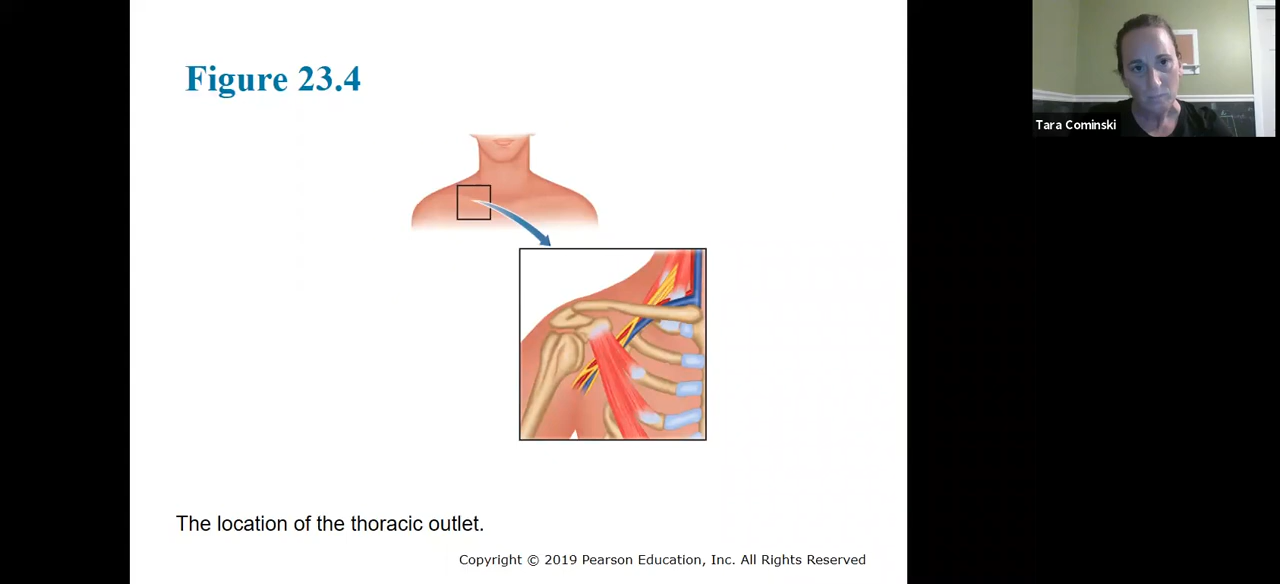 Figure 23.4
Tara Cominski
The location of the thoracic outlet.
Copyright © 2019 Pearson Education, Inc. All Rights Reserved